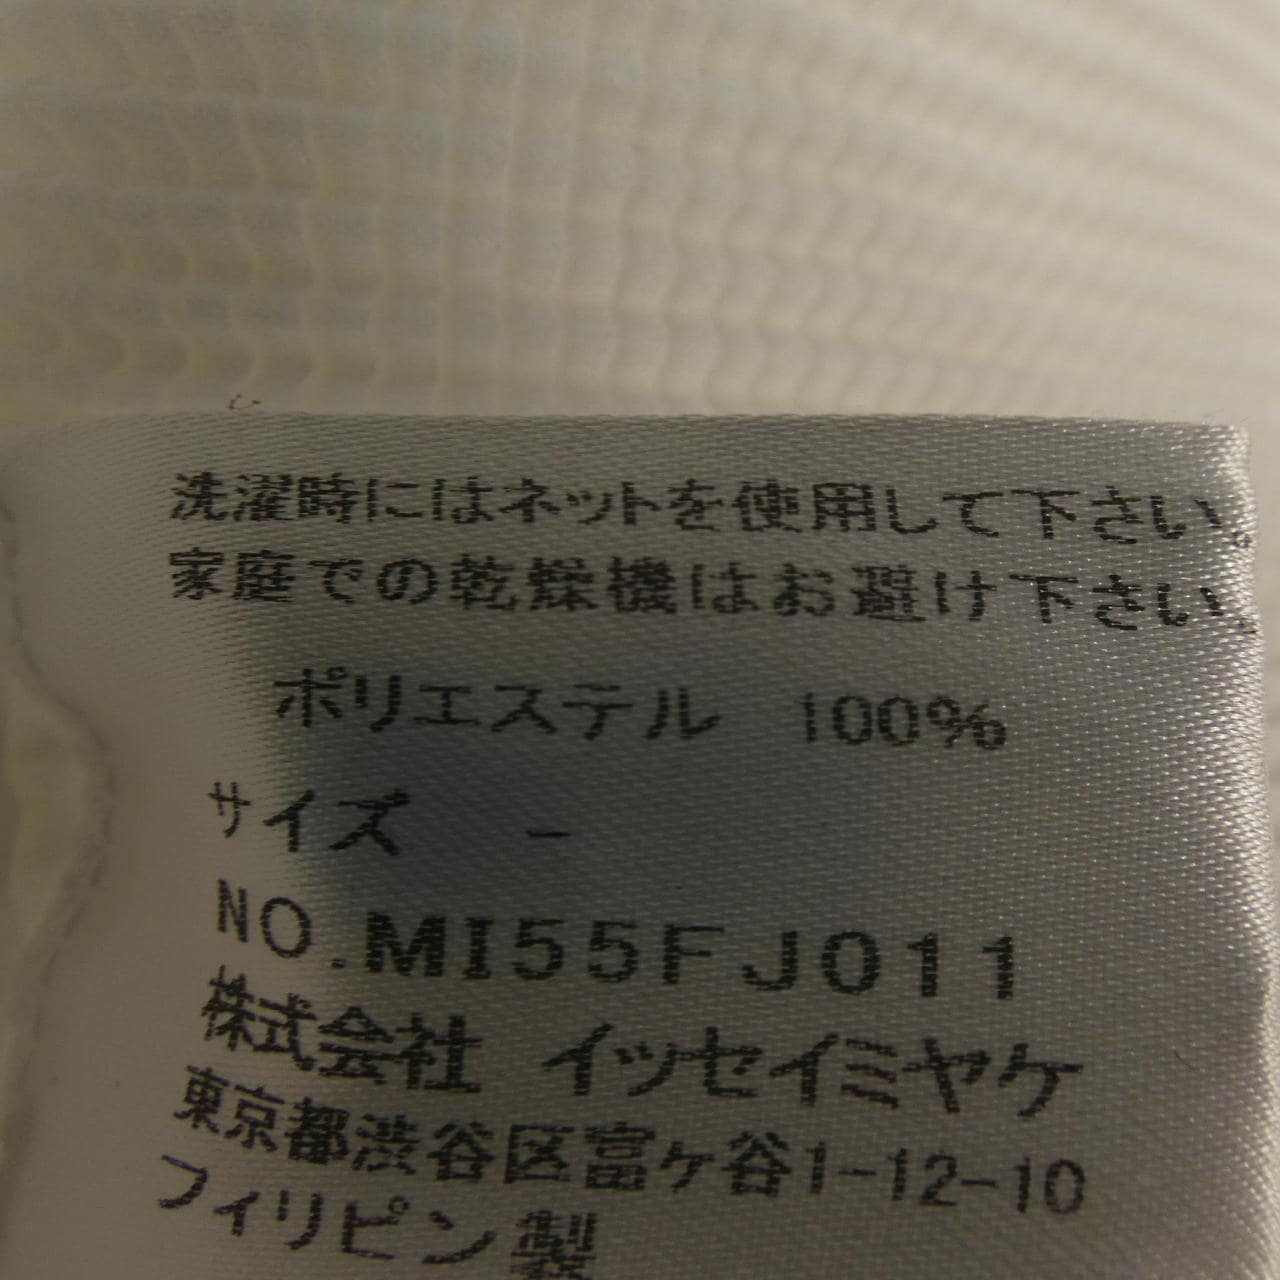 洗濯時にはネットを使用して下さい。
家庭での乾燥機はお避け下さい。
ポリエステル 100%
サイズ -
NO.MI55FJ011
株式会社 イッセイミヤケ
東京都渋谷区富ヶ谷1-12-10
フィリピン製